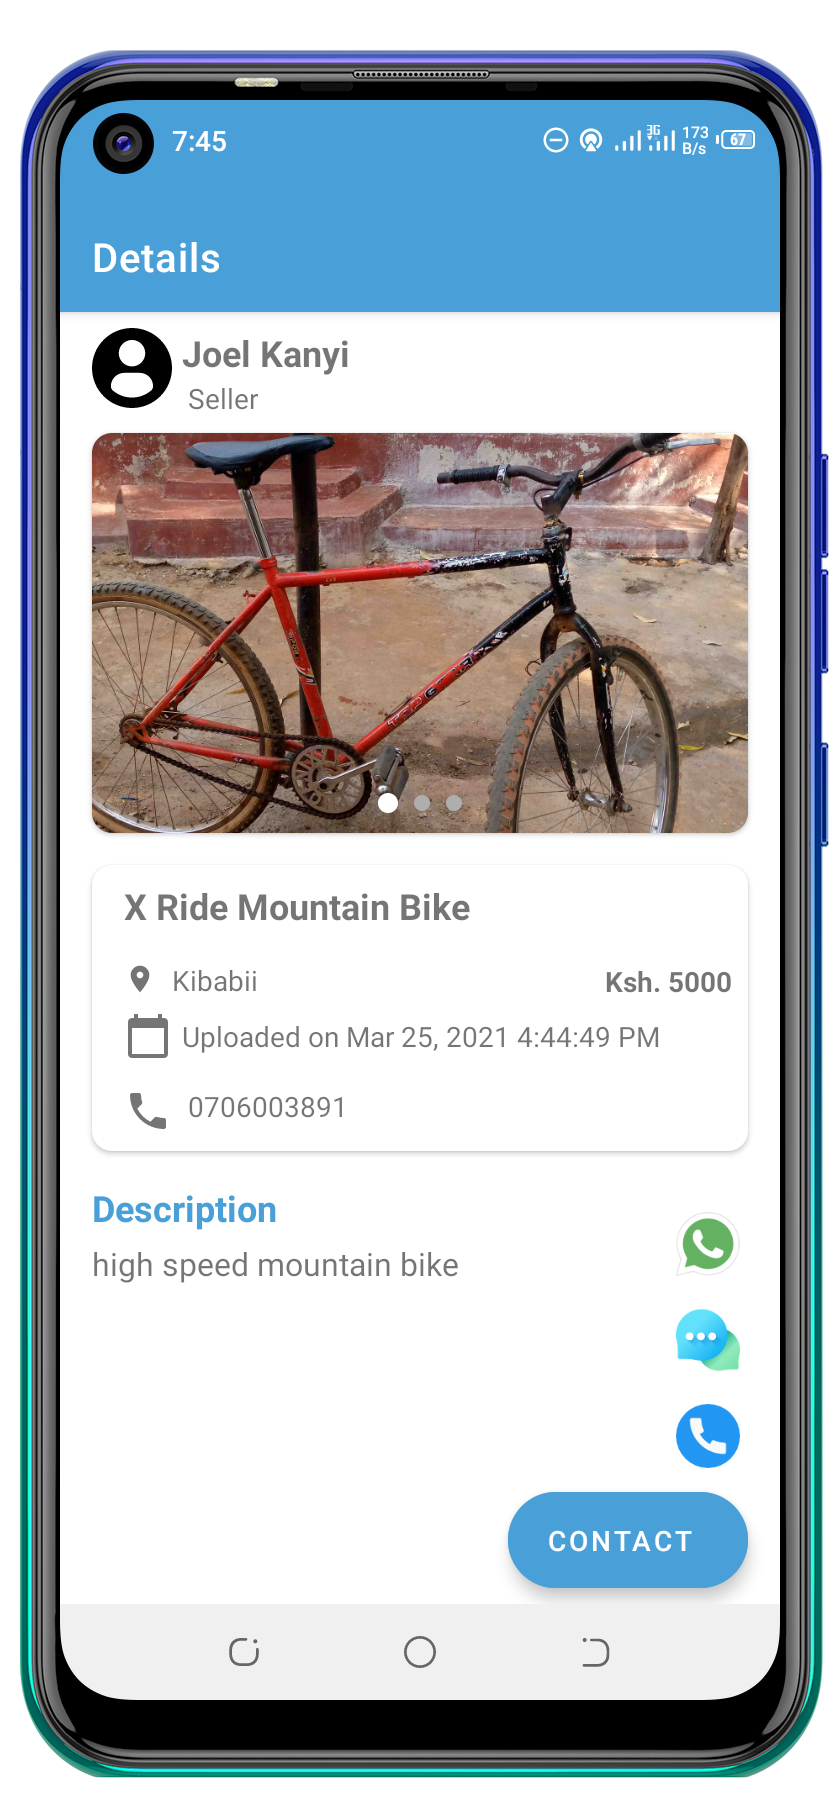 7:45
3G
173
B/s
67
Details
Joel Kanyi
Seller
X Ride Mountain Bike
Kibabii
Ksh. 5000
Uploaded on Mar 25, 2021 4:44:49 PM
0706003891
Description
high speed mountain bike
CONTACT